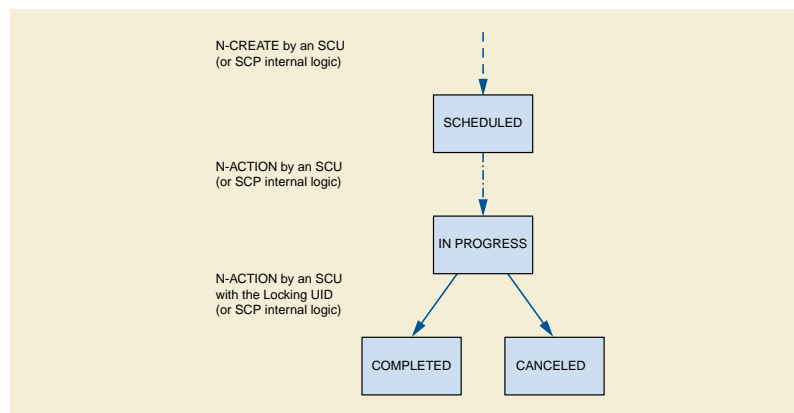 N-CREATE by an SCU
(or SCP internal logic)
SCHEDULED
N-ACTION by an SCU
(or SCP internal logic)
IN PROGRESS
N-ACTION by an SCU
with the Locking UID
(or SCP internal logic)
COMPLETED
CANCELED